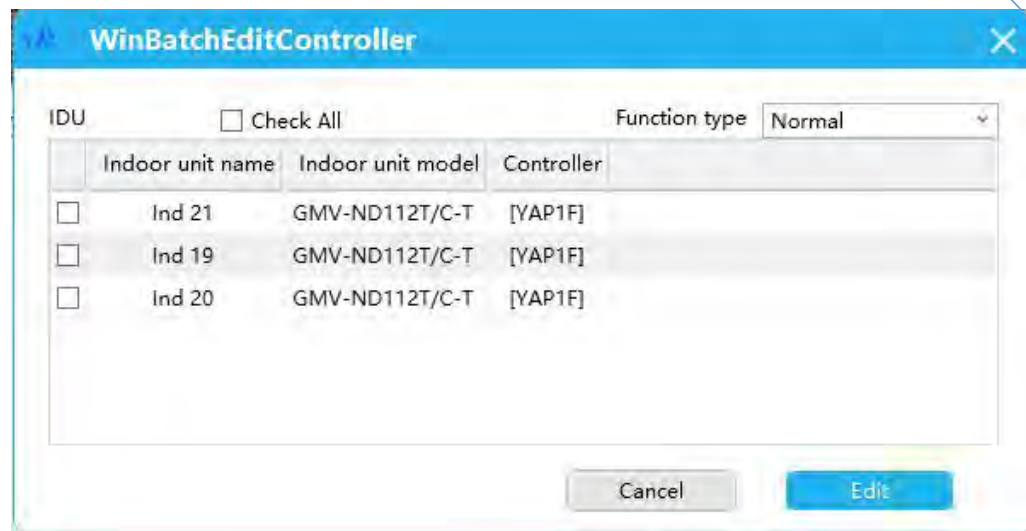 WinBatchEditController
IDU Check All Function type Normal
Indoor unit name Indoor unit model Controller
Ind 21 GMV-ND112T/C-T [YAP1F]
Ind 19 GMV-ND112T/C-T [YAP1F]
Ind 20 GMV-ND112T/C-T [YAP1F]
Cancel Edit